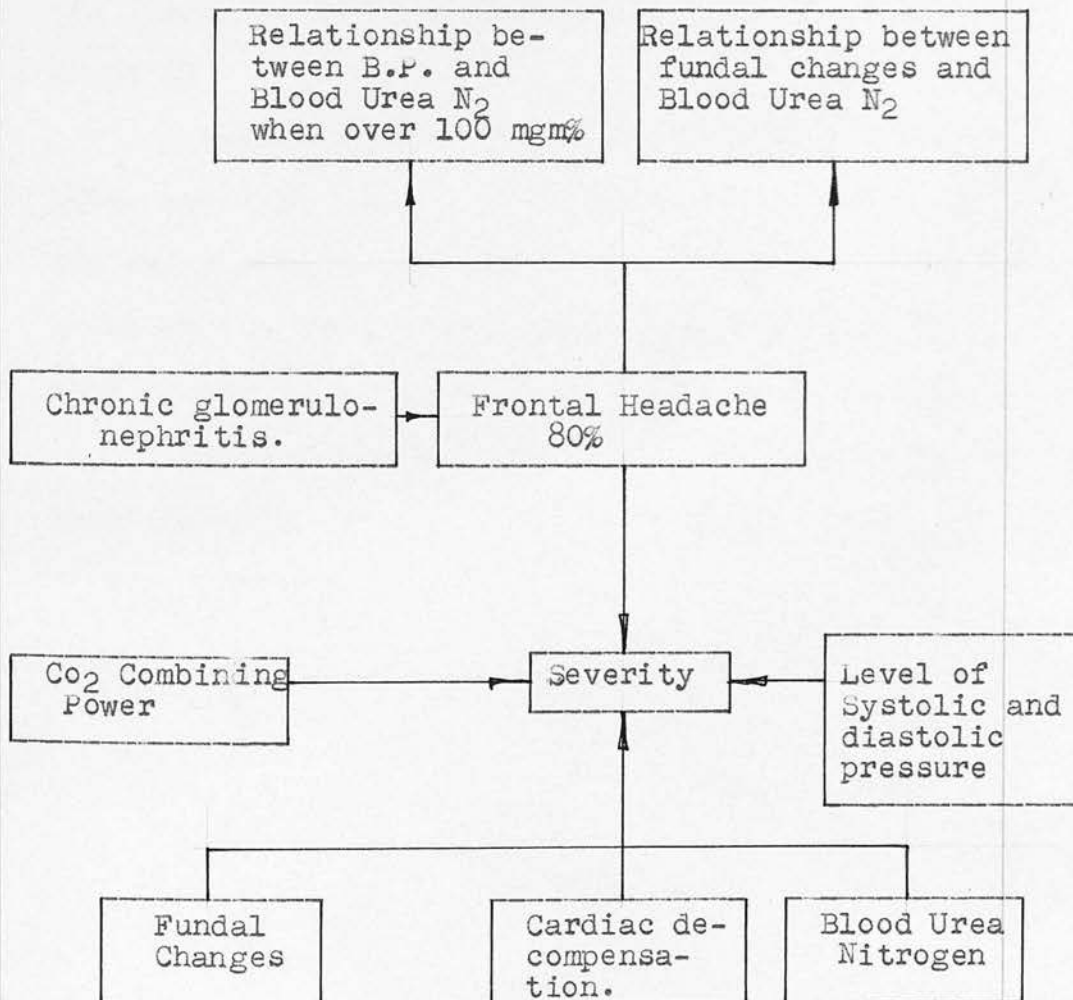 Relationship be-
tween B.P. and
Blood Urea N2
when over 100 mgm%
Relationship between
fundal changes and
Blood Urea N2
Chronic glomerulo-
nephritis.
Frontal Headache
80%
Co2 Combining
Power
Severity
Level of
Systolic and
diastolic
pressure
Fundal
Changes
Cardiac de-
compensa-
tion.
Blood Urea
Nitrogen